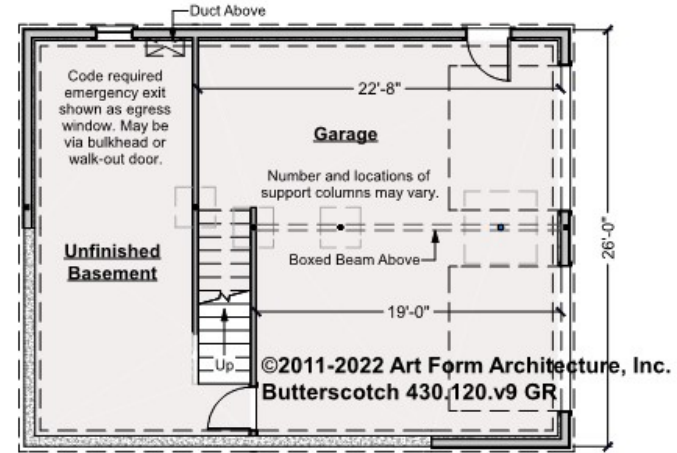 Duct Above
Code required
emergency exit
shown as egress
window. May be
via bulkhead or
walk-out door.
22'-8"
Garage
Number and locations of
support columns may vary.
Unfinished
Basement
Boxed Beam Above
26'-0"
19'-0"
Up
©2011-2022 Art Form Architecture, Inc.
Butterscotch 430.120.v9 GR